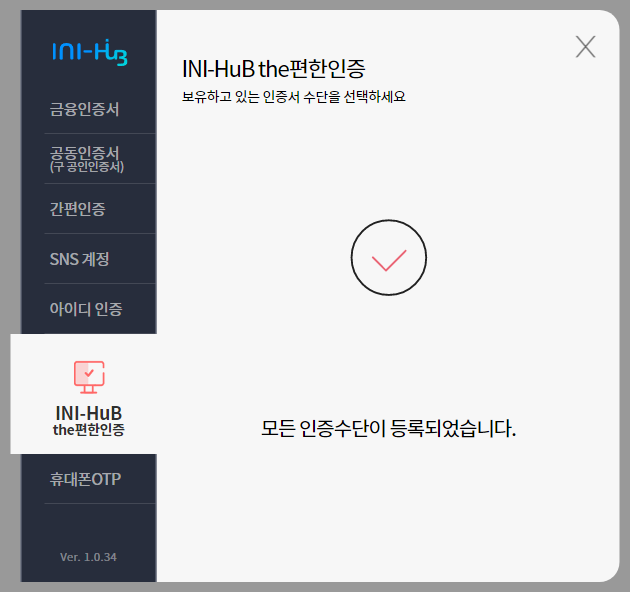 INI-HuB
금융인증서
공동인증서
(구 공인인증서)
간편인증
SNS 계정
아이디 인증
INI-HuB
the편한인증
휴대폰OTP
Ver. 1.0.34
INI-HuB the편한인증
보유하고 있는 인증서 수단을 선택하세요
모든 인증수단이 등록되었습니다.